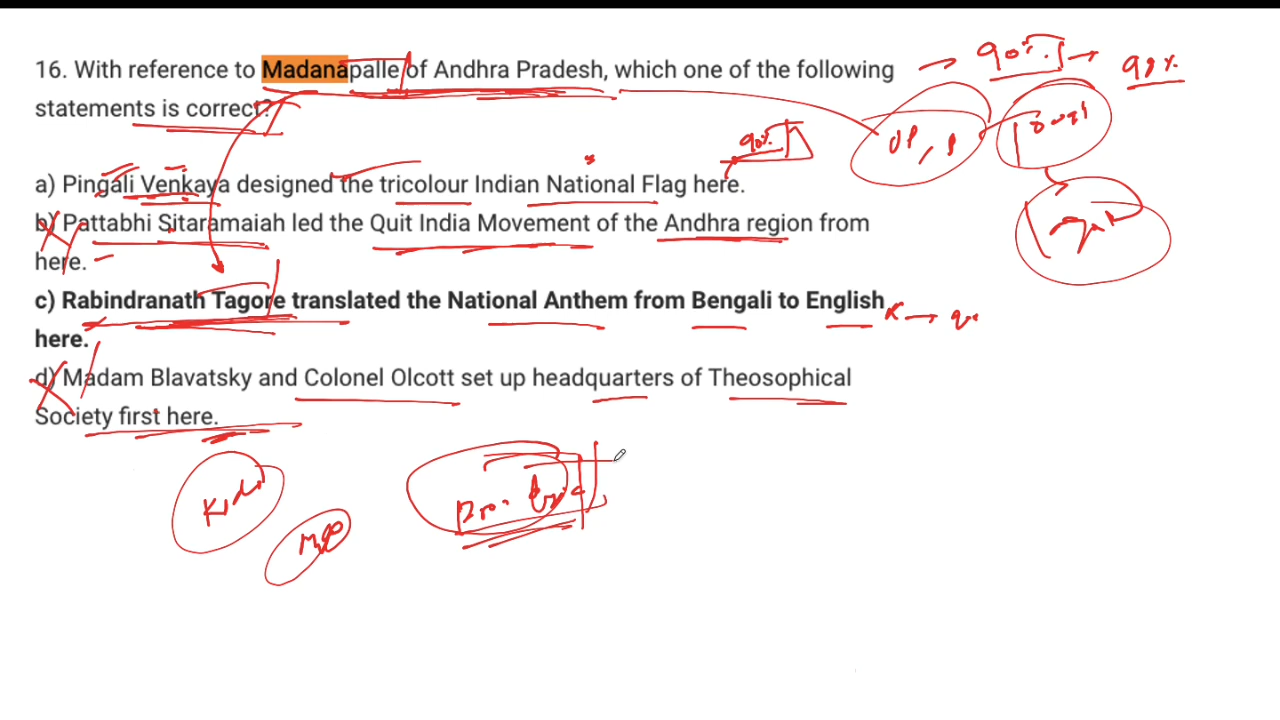 16. With reference to Madanapalle of Andhra Pradesh, which one of the following
statements is correct?
90% 
98%
90%
a) Pingali Venkaya designed the tricolour Indian National Flag here.
b) Pattabhi Sitaramaiah led the Quit India Movement of the Andhra region from
here.
c) Rabindranath Tagore translated the National Anthem from Bengali to English
here.
d) Madam Blavatsky and Colonel Olcott set up headquarters of Theosophical
Society first here.